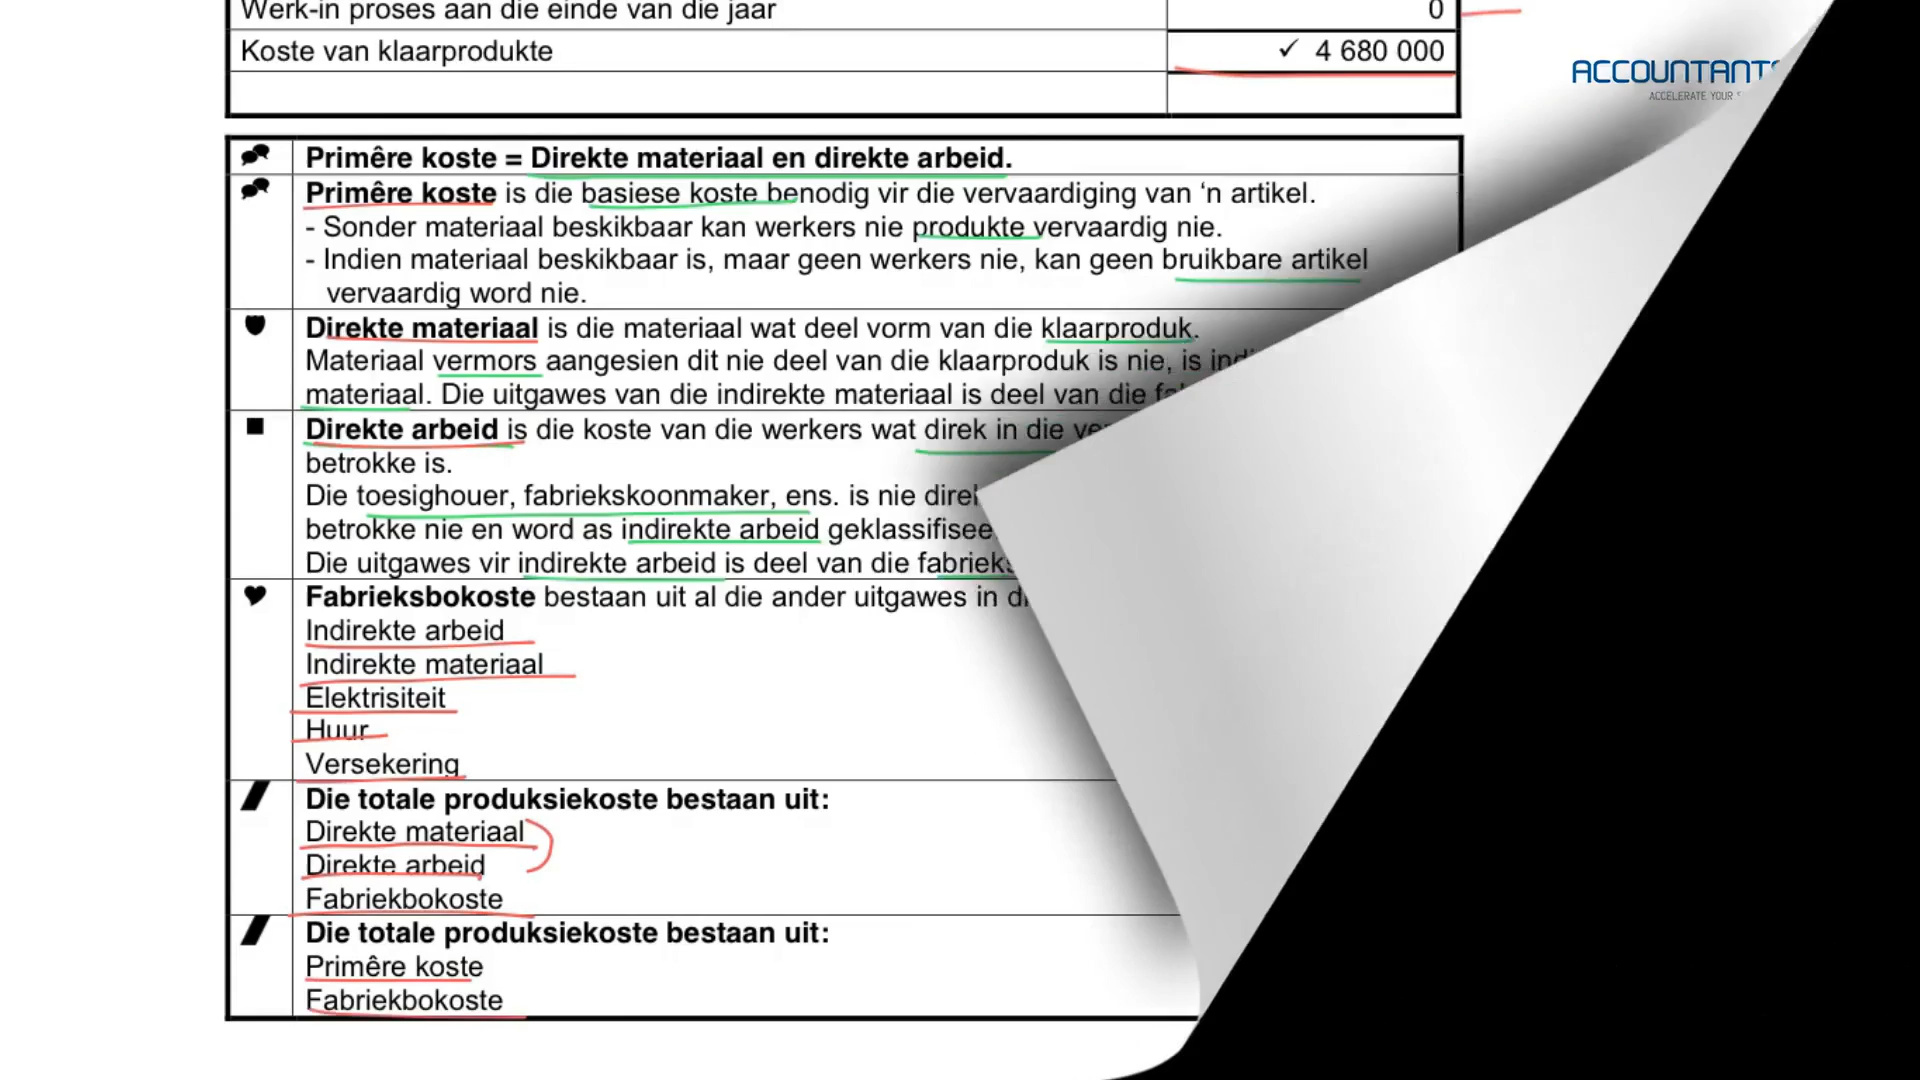 Werk-in proses aan die einde van die jaar 0
Koste van klaarprodukte ✓ 4 680 000
ACCOUNTANTS
ACCELERATE YOUR
Primêre koste = Direkte materiaal en direkte arbeid.
Primêre koste is die basiese koste benodig vir die vervaardiging van ‘n artikel.
- Sonder materiaal beskikbaar kan werkers nie produkte vervaardig nie.
- Indien materiaal beskikbaar is, maar geen werkers nie, kan geen bruikbare artikel
vervaardig word nie.
Direkte materiaal is die materiaal wat deel vorm van die klaarproduk.
Materiaal vermors aangesien dit nie deel van die klaarproduk is nie, is
materiaal. Die uitgawes van die indirekte materiaal is deel van die
Direkte arbeid is die koste van die werkers wat direk in die
betrokke is.
Die toesighouer, fabriekskoonmaker, ens. is nie
betrokke nie en word as indirekte arbeid
Die uitgawes vir indirekte arbeid is deel van die
Fabrieksbokoste bestaan uit al die ander uitgawes in
Indirekte arbeid
Indirekte materiaal
Elektrisiteit
Huur
Versekering
Die totale produksiekoste bestaan uit:
Direkte materiaal
Direkte arbeid
Fabriekbokoste
Die totale produksiekoste bestaan uit:
Primêre koste
Fabriekbokoste